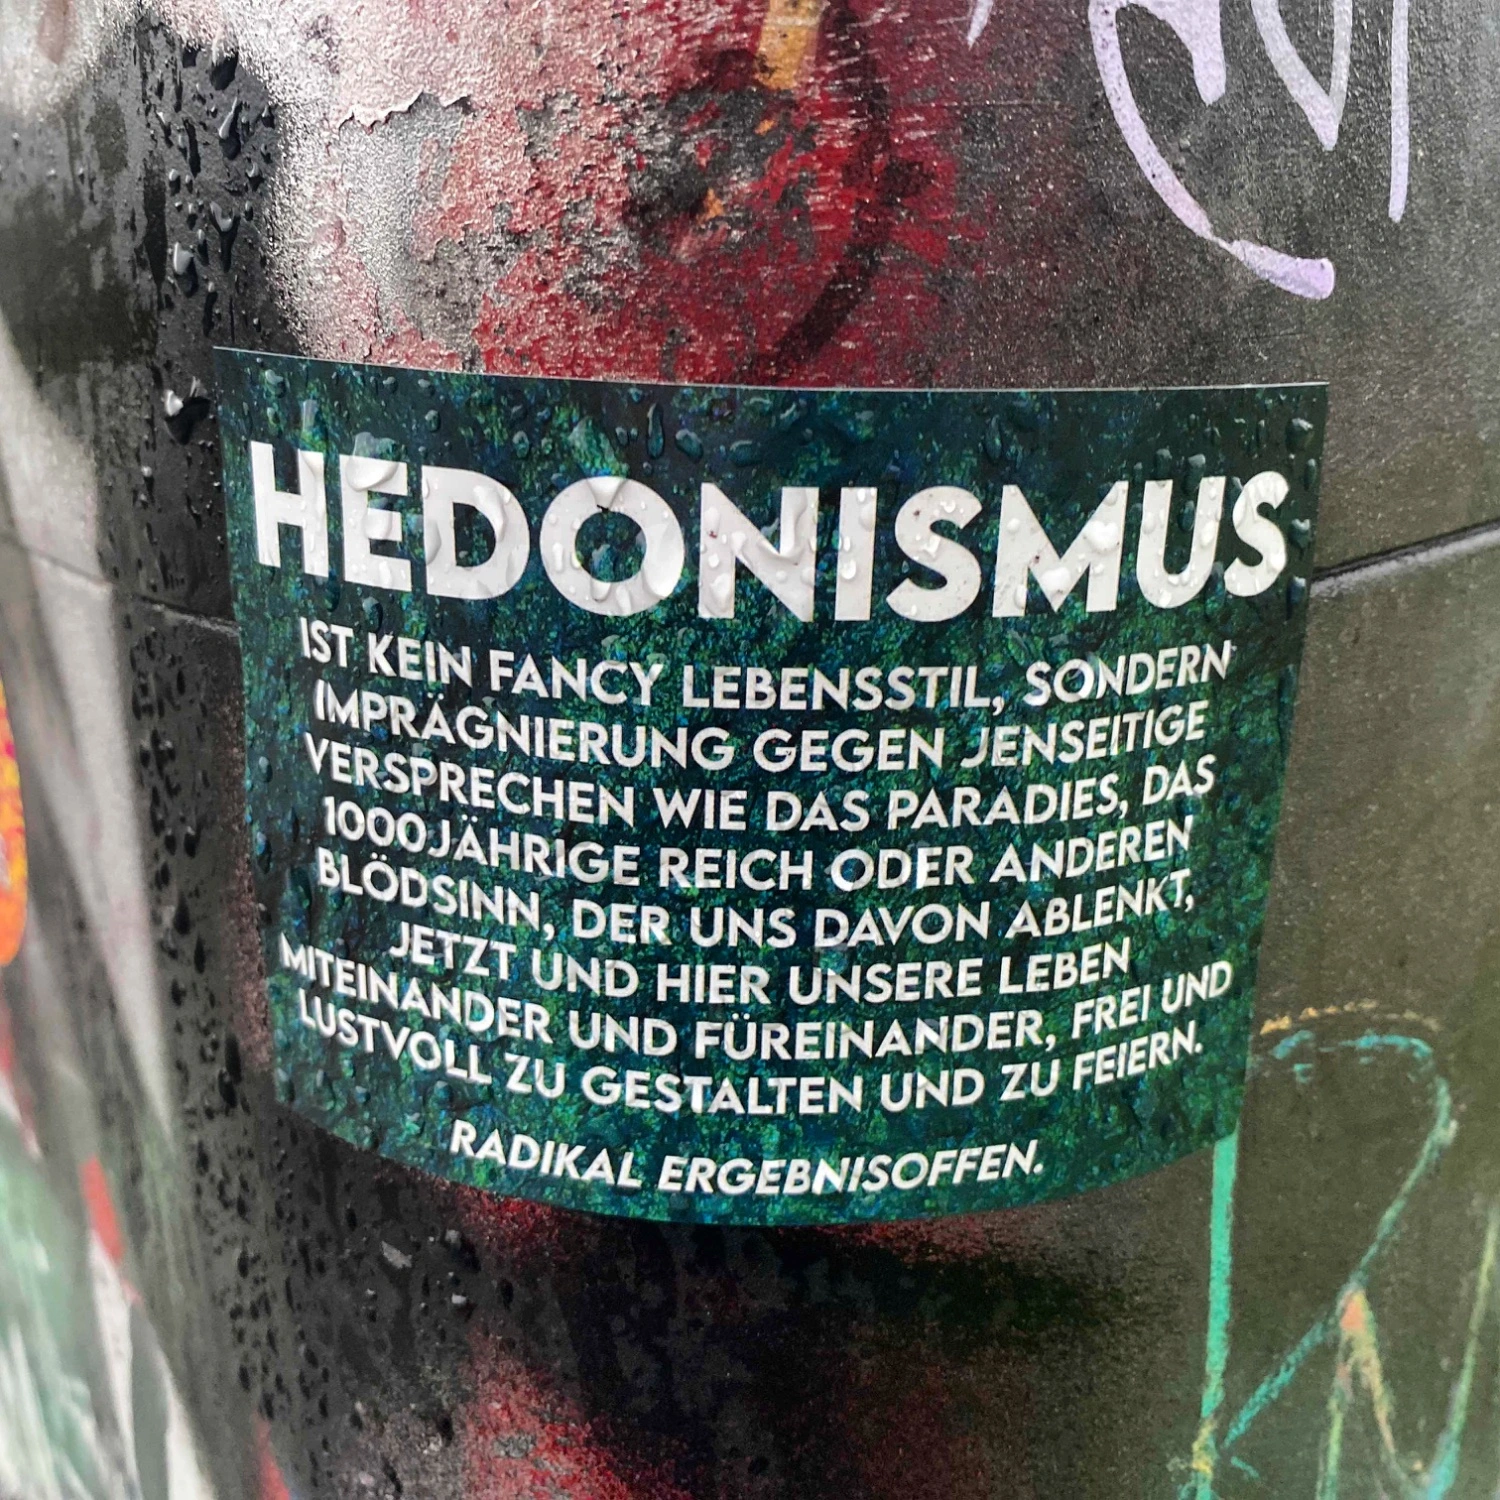 HEDONISMUS
IST KEIN FANCY LEBENSSTIL, SONDERN
IMPRÄGNIERUNG GEGEN JENSEITIGE
VERSPRECHEN WIE DAS PARADIES, DAS
1000JÄHRIGE REICH ODER ANDEREN
BLÖDSINN, DER UNS DAVON ABLENKT,
JETZT UND HIER UNSERE LEBEN
MITEINANDER UND FÜREINANDER, FREI UND
LUSTVOLL ZU GESTALTEN UND ZU FEIERN.
RADIKAL ERGEBNISOFFEN.